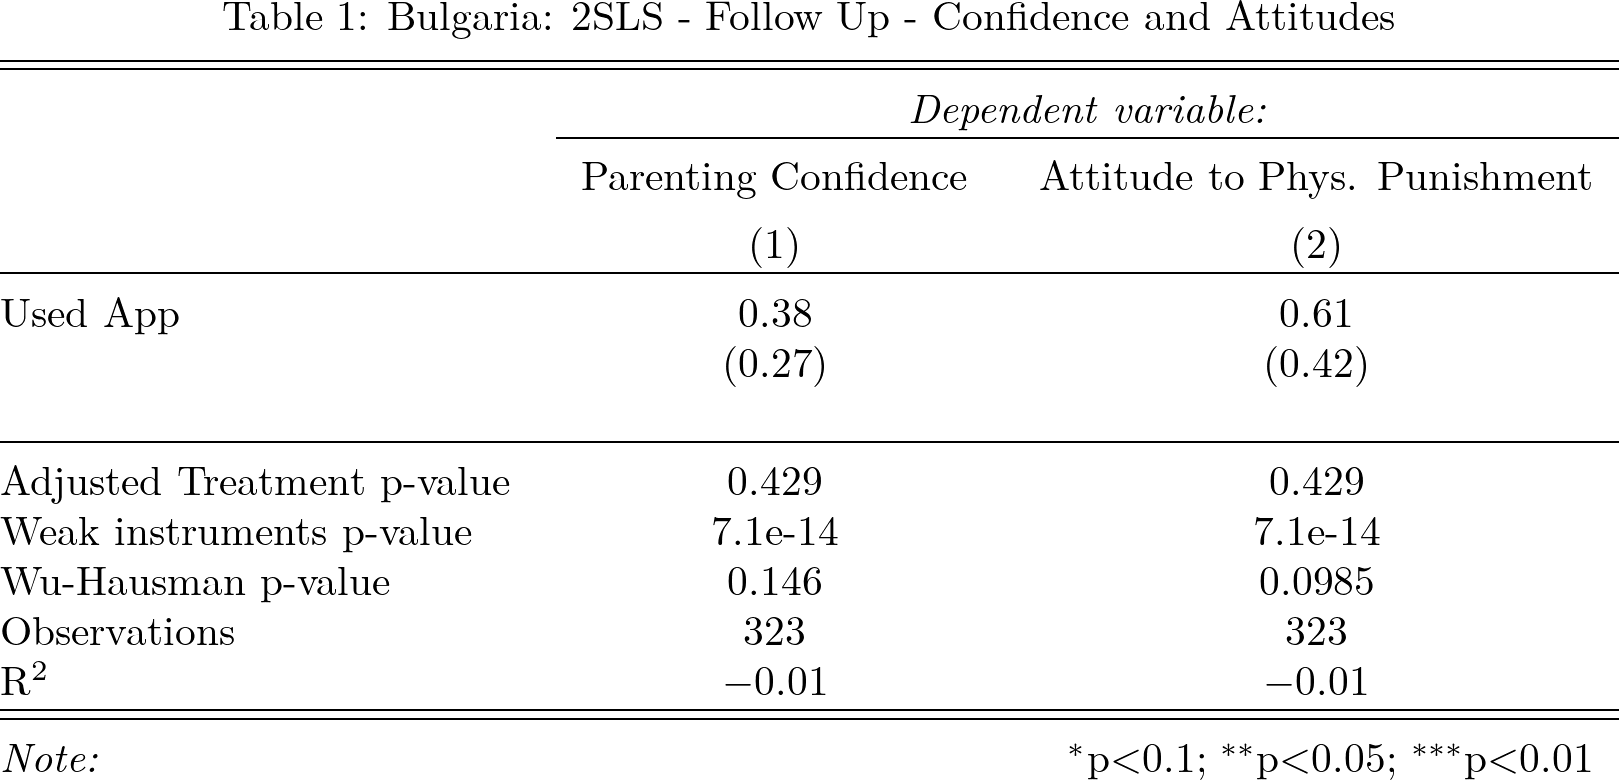 Table 1: Bulgaria: 2SLS - Follow Up - Confidence and Attitudes
Dependent variable:
Parenting Confidence Attitude to Phys. Punishment
(1) (2)
Used App 0.38 0.61
(0.27) (0.42)
Adjusted Treatment p-value 0.429 0.429
Weak instruments p-value 7.1e-14 7.1e-14
Wu-Hausman p-value 0.146 0.0985
Observations 323 323
R² −0.01 −0.01
Note: *p<0.1; **p<0.05; ***p<0.01